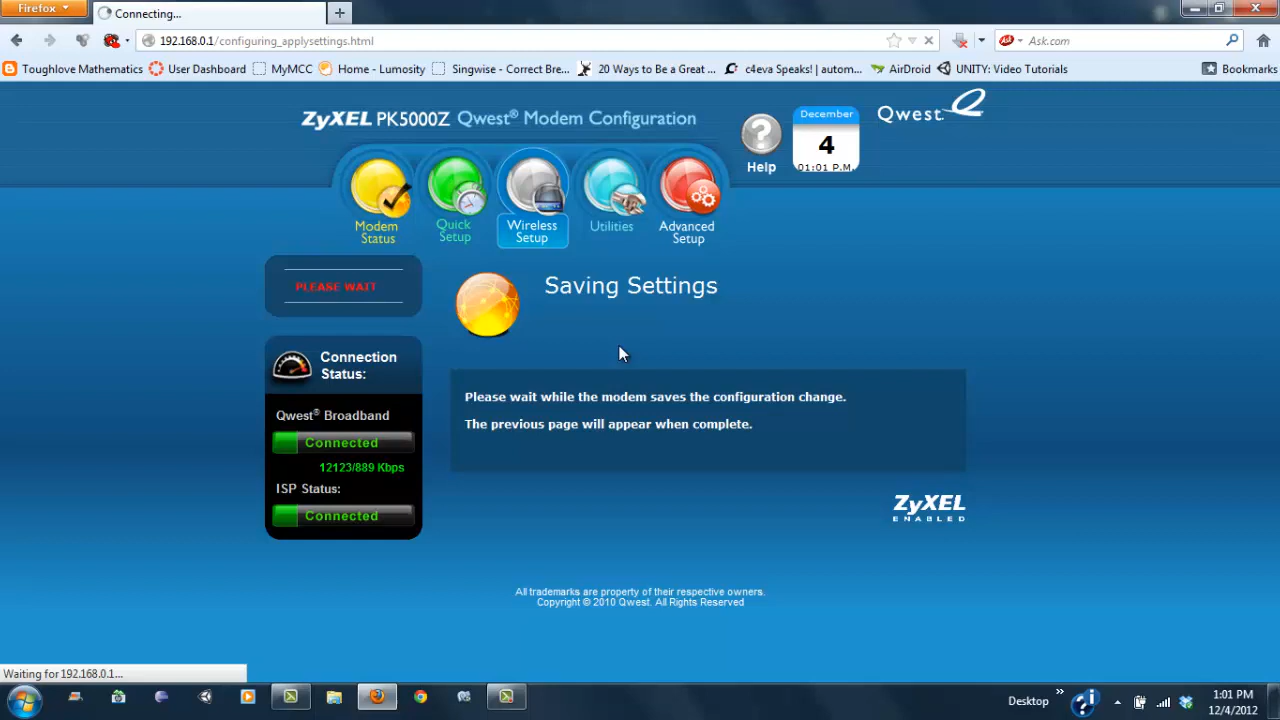 Firefox
Connecting...
192.168.0.1/configuring_applysettings.html
Ask.com
Toughlove Mathematics
User Dashboard
MyMCC
Home - Lumosity
Singwise - Correct Bre...
20 Ways to Be a Great ...
c4eva Speaks! | autom...
AirDroid
UNITY: Video Tutorials
Bookmarks
ZyXEL PK5000Z Qwest® Modem Configuration
?
Help
December
4
01:01 P.M.
Qwest.
Modem
Status
Quick
Setup
Wireless
Setup
Utilities
Advanced
Setup
PLEASE WAIT
Saving Settings
Connection
Status:
Qwest® Broadband
Connected
12123/889 Kbps
ISP Status:
Connected
Please wait while the modem saves the configuration change.
The previous page will appear when complete.
ZyXEL
ENABLED
All trademarks are property of their respective owners.
Copyright © 2010 Qwest. All Rights Reserved
Waiting for 192.168.0.1...
Desktop
1:01 PM
12/4/2012